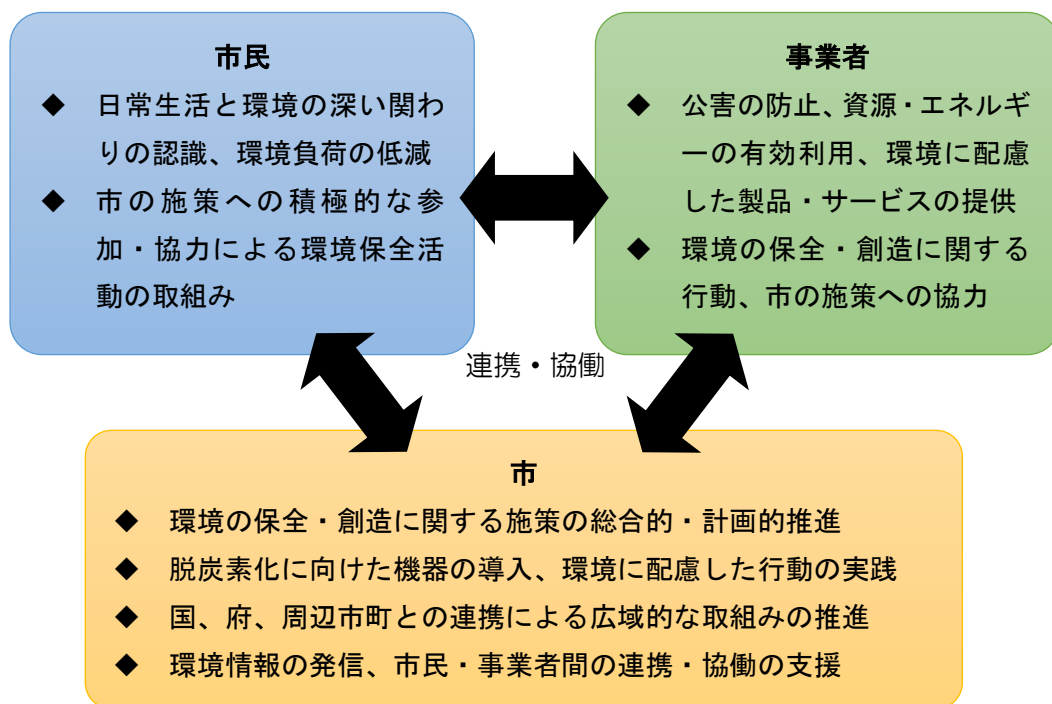 市民
◆ 日常生活と環境の深い関わ
りの認識、環境負荷の低減
◆ 市の施策への積極的な参
加・協力による環境保全活
動の取組み
事業者
◆ 公害の防止、資源・エネルギ
ーの有効利用、環境に配慮
した製品・サービスの提供
◆ 環境の保全・創造に関する
行動、市の施策への協力
連携・協働
市
◆ 環境の保全・創造に関する施策の総合的・計画的推進
◆ 脱炭素化に向けた機器の導入、環境に配慮した行動の実践
◆ 国、府、周辺市町との連携による広域的な取組みの推進
◆ 環境情報の発信、市民・事業者間の連携・協働の支援